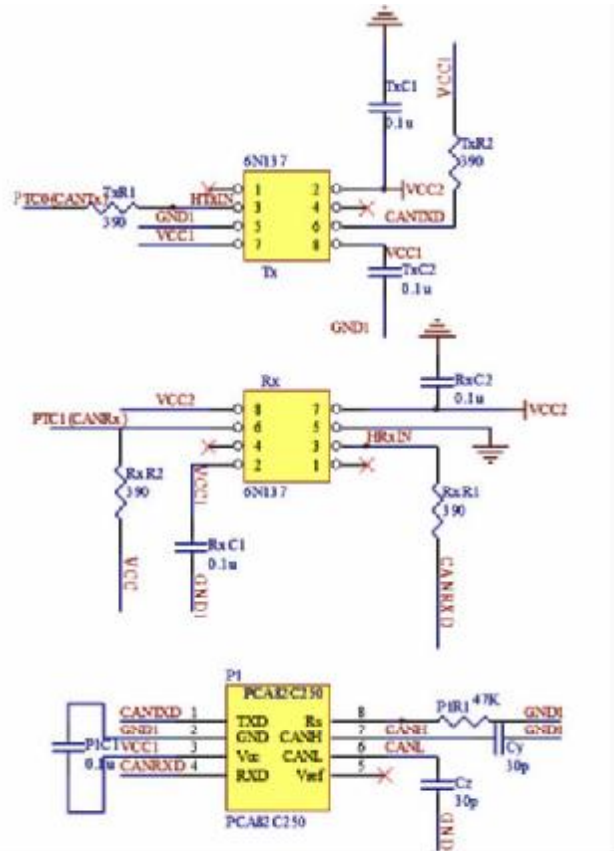 TxC1
0.1u
VCC1
TxR2
390
6N137
1 2
VCC2
PTC0(CANTx) TxR1 HTXIN 3 4
390 GND1 5 6 CANTXD
VCC1 7 8
VCC1
Tx
TxC2
0.1u
GND1
Rx
RxC2
0.1u
VCC2 8 7 VCC2
PTC1(CANRx) 6 5
4 3 HRxIN
2 1
6N137
RxR2
390
VCC1
RxR1
390
RxC1
0.1u
VCC
GND1
CANRXD
P1
PCA82C250
CANTXD 1 TXD Rs 8 P1R1 47K GND1
GND1 2 GND CANH 7 CANH GND1
P1C1 VCC1 3 Vcc CANL 6 CANL Cy
0.1u CANRXD 4 RXD Vref 5 30p
Cz
30p
PCA82C250
GND